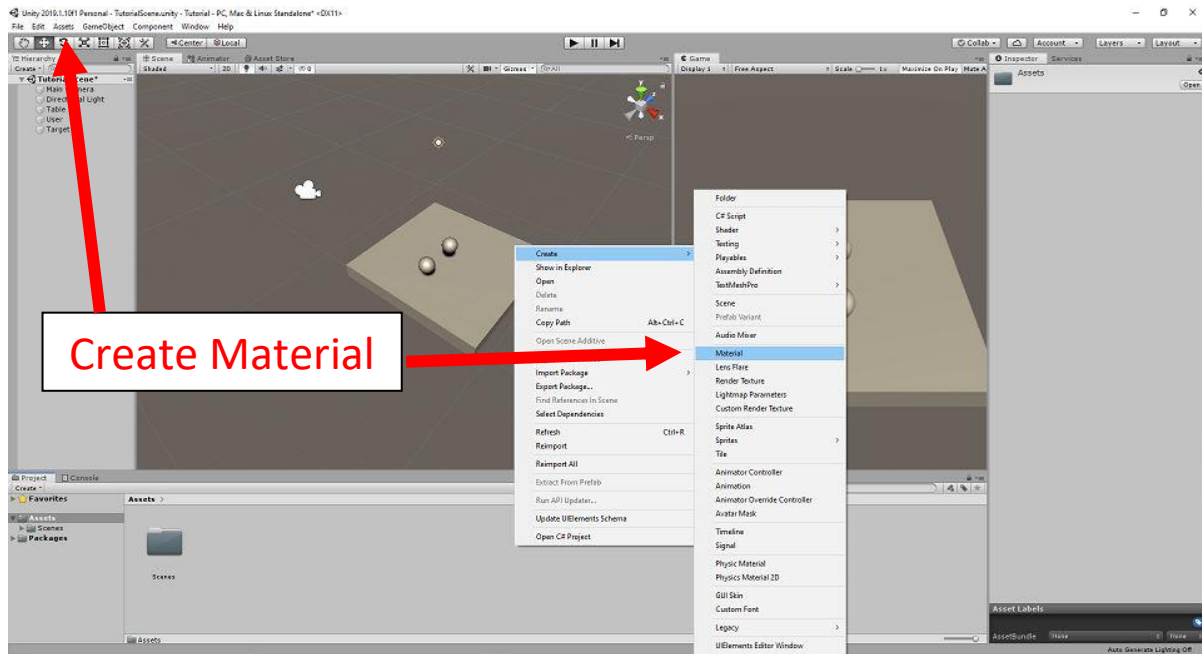 Unity 2019.1.10f1 Personal - TutorialScene.unity - Tutorial - PC, Mac & Linux Standalone* <DX11>
File Edit Assets GameObject Component Window Help
Center Local
Collab Account Layers Layout
Hierarchy Scene Animator Asset Store Game Inspector Services
Create Shaded 2D Gizmos All Display 1 Free Aspect Scale 1x Maximize On Play Mute A
Assets
Open
Main
Directional Light
Table
User
Target
Persp
Create Material
Create
Show in Explorer
Open
Delete
Rename
Copy Path Alt+Ctrl+C
Open Scene Additive
Import Package
Export Package...
Find References In Scene
Select Dependencies
Refresh Ctrl+R
Reimport
Reimport All
Extract From Prefab
Run API Updater...
Update UIElements Schema
Open C# Project
Folder
C# Script
Shader
Testing
Playables
Assembly Definition
TextMeshPro
Scene
Prefab Variant
Audio Mixer
Material
Lens Flare
Render Texture
Lightmap Parameters
Custom Render Texture
Sprite Atlas
Sprites
Tile
Animator Controller
Animation
Animator Override Controller
Avatar Mask
Timeline
Signal
Physic Material
Physics Material 2D
GUI Skin
Custom Font
Legacy
UIElements Editor Window
Project Console
Create
Favorites
Assets
Scenes
Packages
Assets >
Scenes
Assets
Asset Labels
AssetBundle None None
Auto Generate Lighting Off